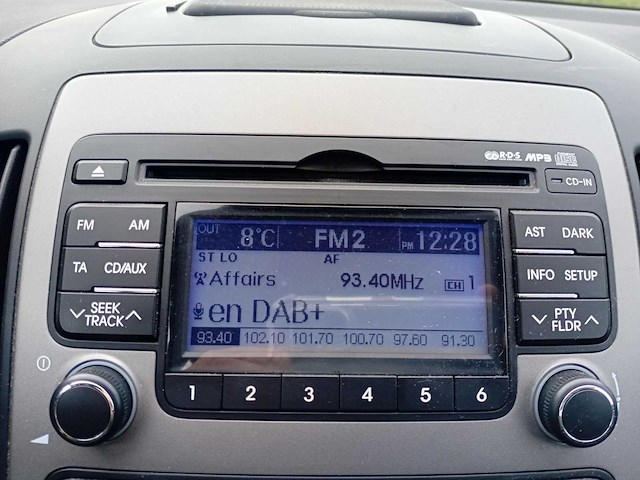 R·D·S MP3
CD-IN
FM AM
TA CD/AUX
SEEK
TRACK
OUT 8°C FM2 PM 12:28
ST LO AF
Affairs 93.40MHz CH 1
en DAB+
93.40 102.10 101.70 100.70 97.60 91.30
AST DARK
INFO SETUP
PTY
FLDR
1 2 3 4 5 6